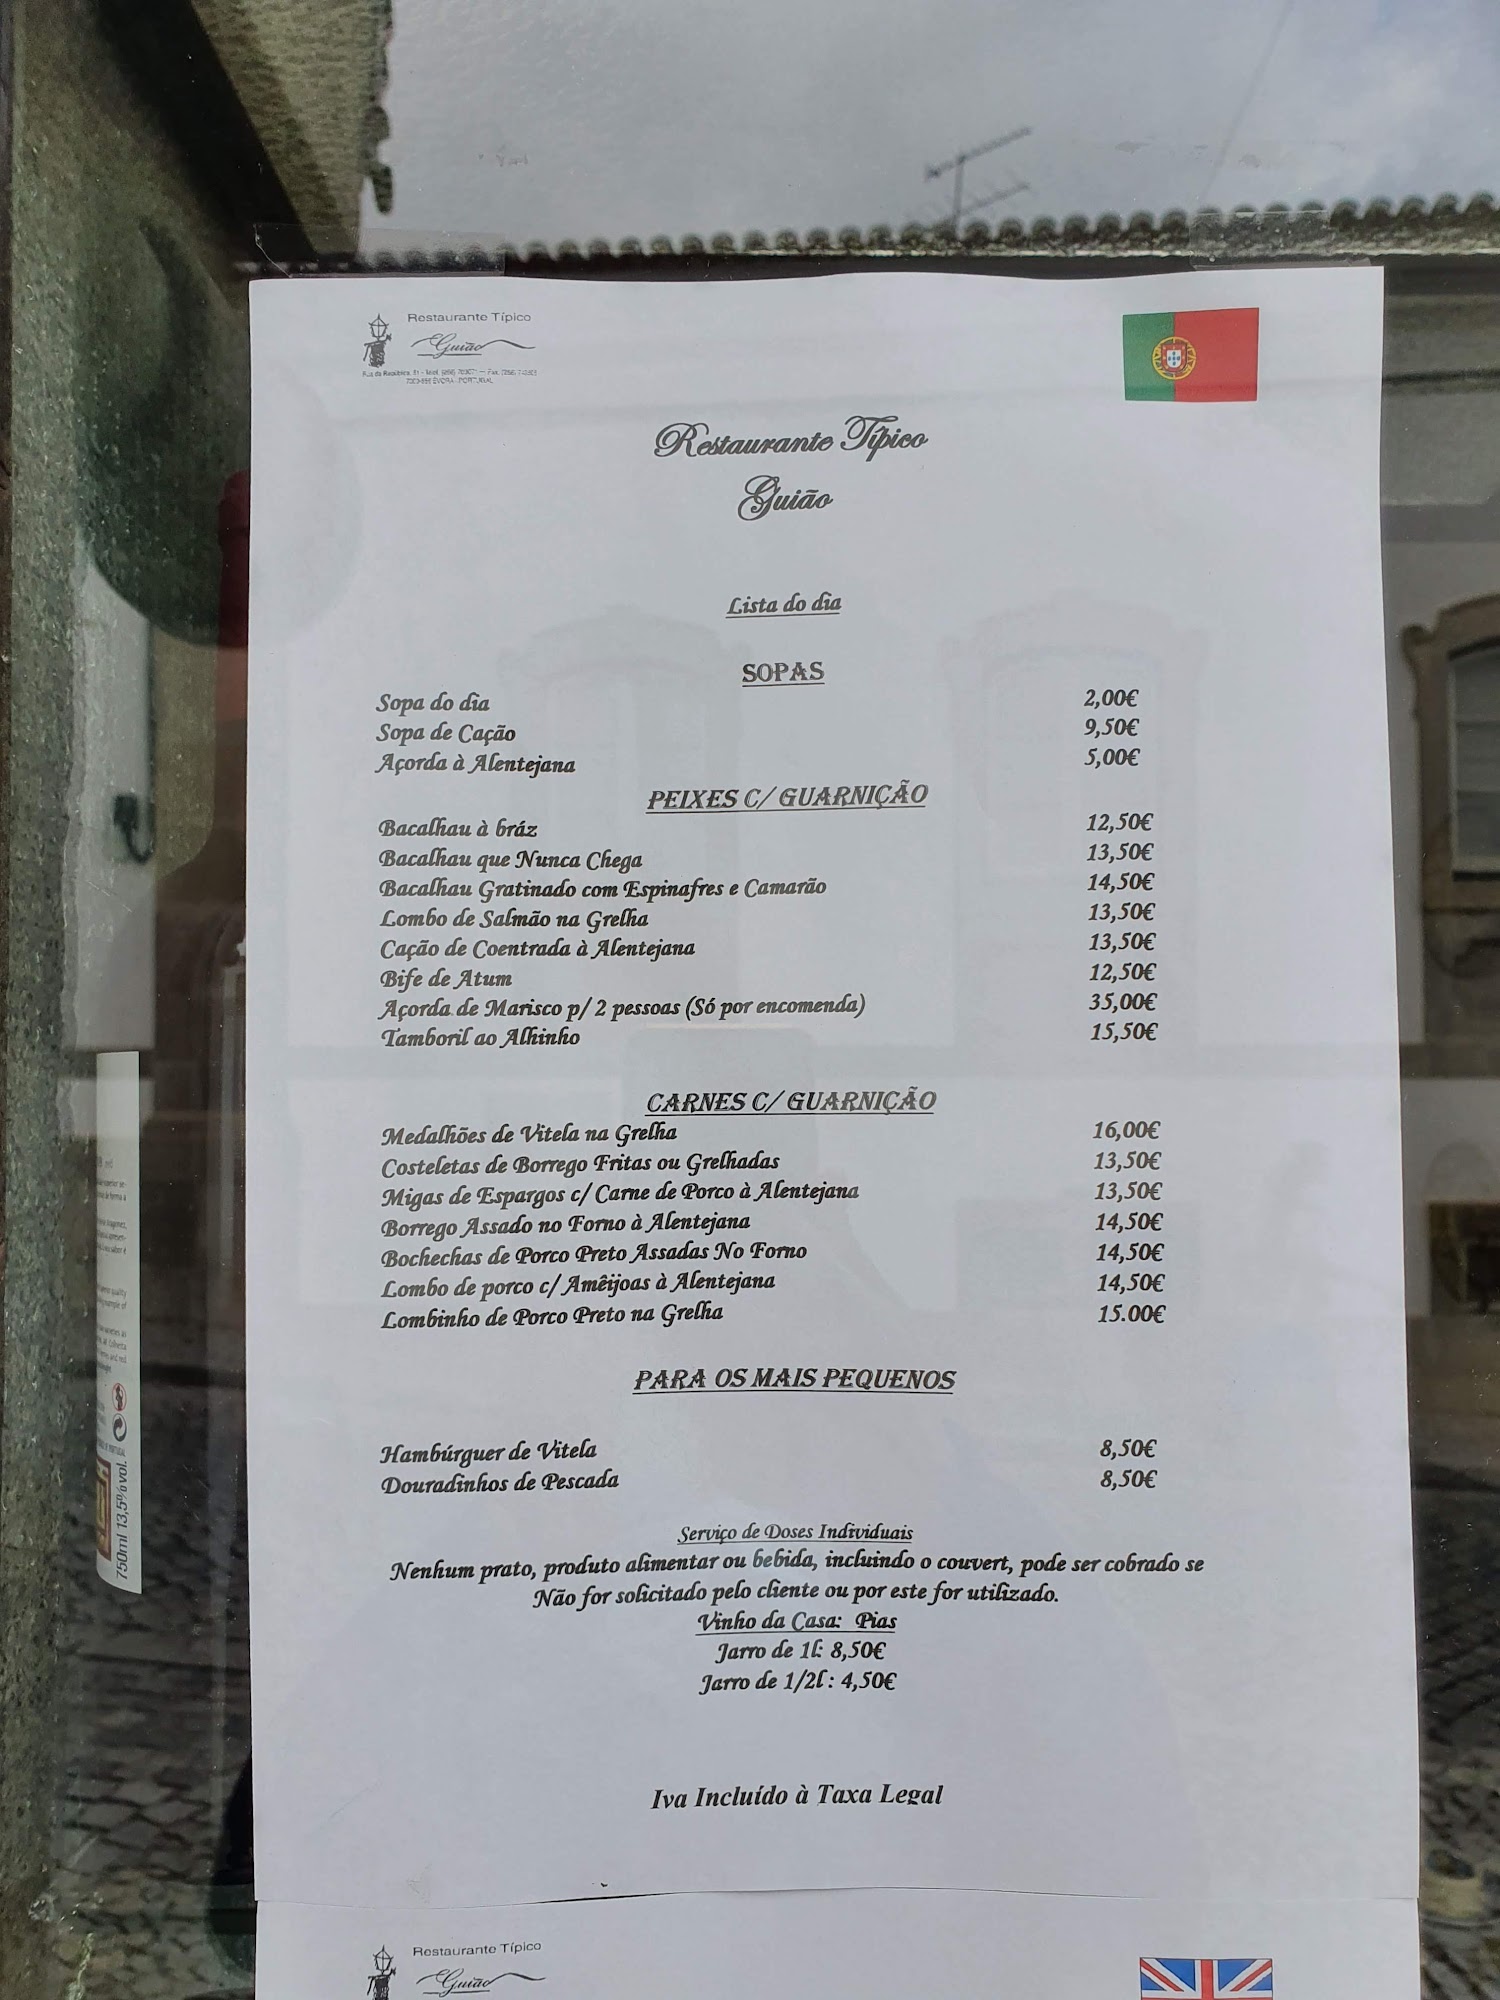 Restaurante Típico
Guião
7000-656 ÉVORA - PORTUGAL
Restaurante Típico
Guião
Lista do dia
SOPAS
Sopa do dia 2,00€
Sopa de Cação 9,50€
Açorda à Alentejana 5,00€
PEIXES C/ GUARNIÇÃO
Bacalhau à bráz 12,50€
Bacalhau que Nunca Chega 13,50€
Bacalhau Gratinado com Espinafres e Camarão 14,50€
Lombo de Salmão na Grelha 13,50€
Cação de Coentrada à Alentejana 13,50€
Bife de Atum 12,50€
Açorda de Marisco p/ 2 pessoas (Só por encomenda) 35,00€
Tamboril ao Alhinho 15,50€
CARNES C/ GUARNIÇÃO
Medalhões de Vitela na Grelha 16,00€
Costeletas de Borrego Fritas ou Grelhadas 13,50€
Migas de Espargos c/ Carne de Porco à Alentejana 13,50€
Borrego Assado no Forno à Alentejana 14,50€
Bochechas de Porco Preto Assadas No Forno 14,50€
Lombo de porco c/ Amêijoas à Alentejana 14,50€
Lombinho de Porco Preto na Grelha 15.00€
PARA OS MAIS PEQUENOS
Hambúrguer de Vitela 8,50€
Douradinhos de Pescada 8,50€
Serviço de Doses Individuais
Nenhum prato, produto alimentar ou bebida, incluindo o couvert, pode ser cobrado se
Não for solicitado pelo cliente ou por este for utilizado.
Vinho da Casa: Pias
Jarro de 1l: 8,50€
Jarro de 1/2l: 4,50€
Iva Incluído à Taxa Legal
Restaurante Típico
Guião
750ml 13,5%vol.